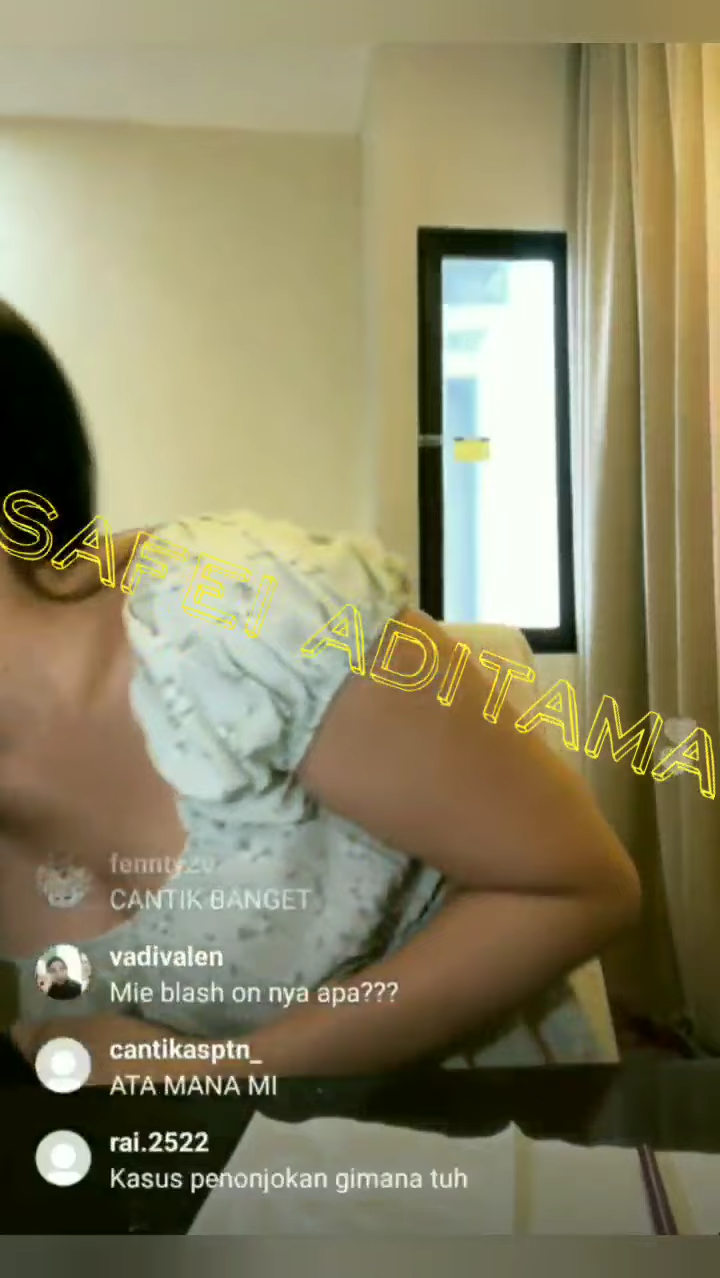 SAFEI ADITAMA
fennty20
CANTIK BANGET
vadivalen
Mie blash on nya apa???
cantikasptn_
ATA MANA MI
rai.2522
Kasus penonjokan gimana tuh